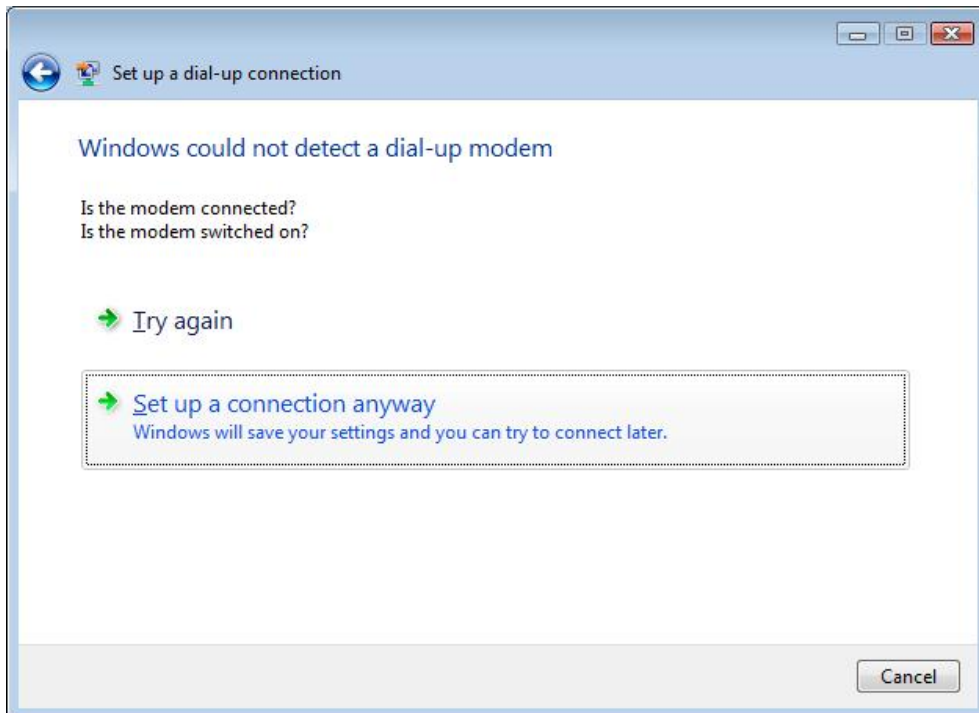 Set up a dial-up connection
Windows could not detect a dial-up modem
Is the modem connected?
Is the modem switched on?
Try again
Set up a connection anyway
Windows will save your settings and you can try to connect later.
Cancel